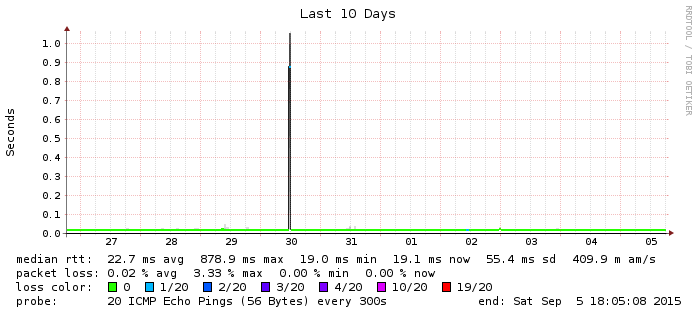 Last 10 Days
RRDTOOL / TOBI OETIKER
Seconds
1.0
0.9
0.8
0.7
0.6
0.5
0.4
0.3
0.2
0.1
0.0
27 28 29 30 31 01 02 03 04 05
median rtt: 22.7 ms avg 878.9 ms max 19.0 ms min 19.1 ms now 55.4 ms sd 409.9 m am/s
packet loss: 0.02 % avg 3.33 % max 0.00 % min 0.00 % now
loss color: 0 1/20 2/20 3/20 4/20 10/20 19/20
probe: 20 ICMP Echo Pings (56 Bytes) every 300s end: Sat Sep 5 18:05:08 2015